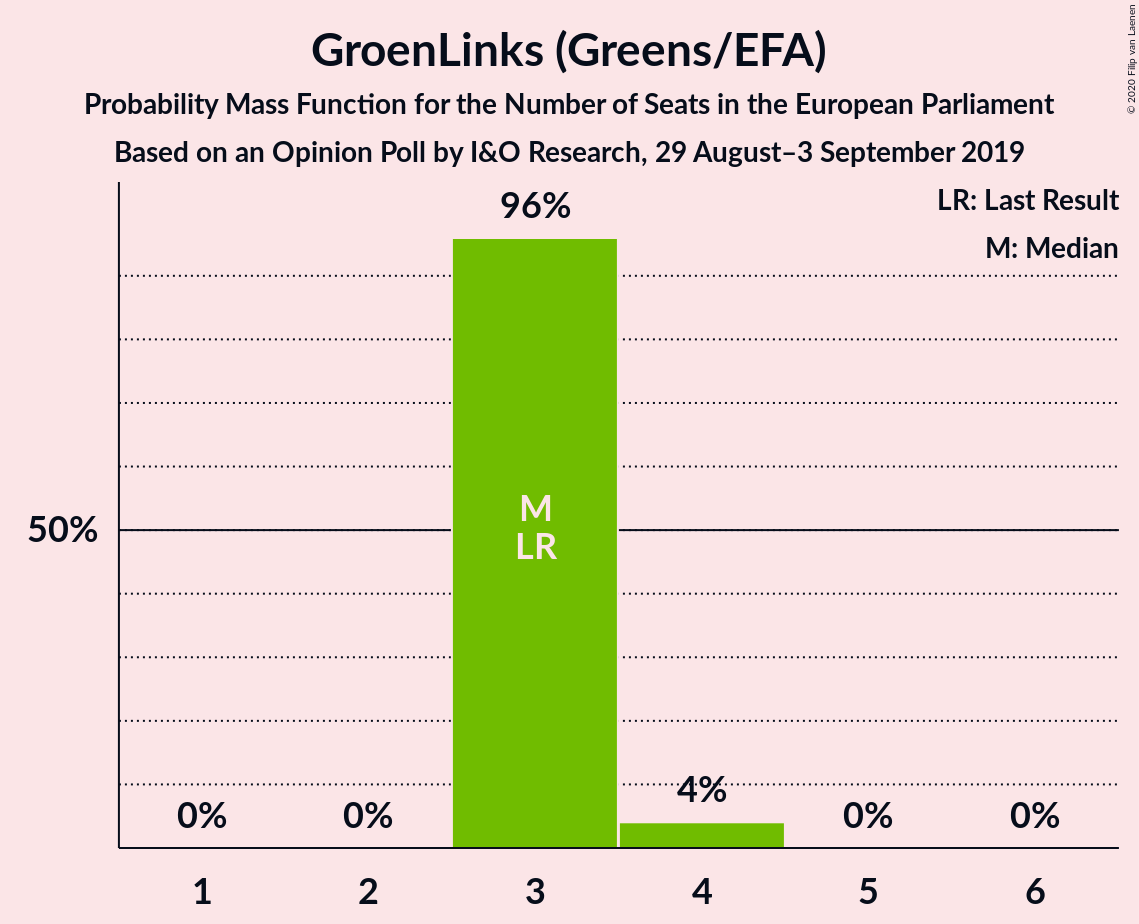 GroenLinks (Greens/EFA)
Probability Mass Function for the Number of Seats in the European Parliament
Based on an Opinion Poll by I&O Research, 29 August–3 September 2019
© 2020 Filip van Laenen
LR: Last Result
M: Median
96%
M
LR
50%
0%
0%
4%
0%
0%
1
2
3
4
5
6